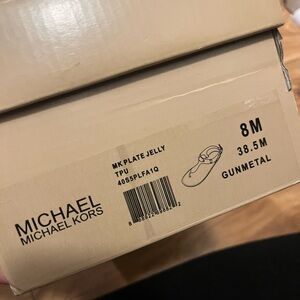 MK PLATE JELLY
TPU
40S5PLFA1Q
8M
38.5M
GUNMETAL
MICHAEL
MICHAEL KORS